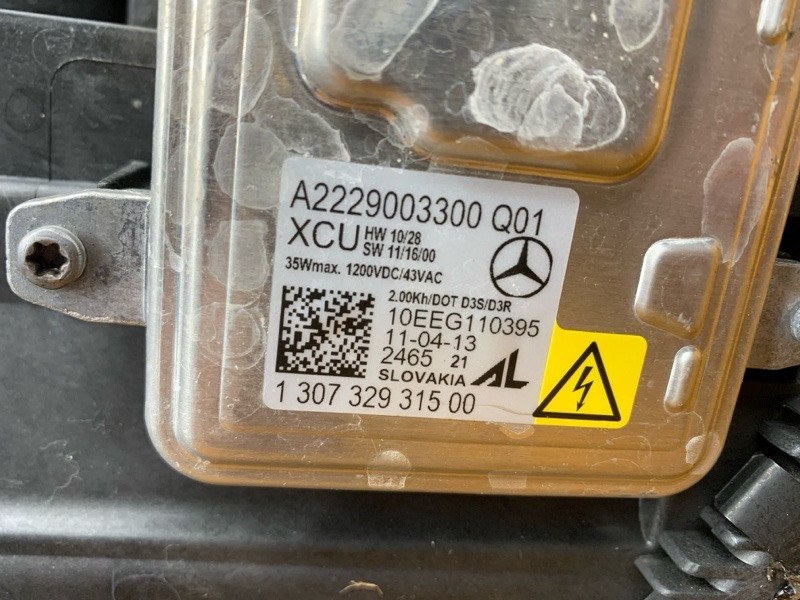 A2229003300 Q01
XCU HW 10/28
SW 11/16/00
35Wmax. 1200VDC/43VAC
2.00Kh/DOT D3S/D3R
10EEG110395
11-04-13
2465 21
SLOVAKIA AL
1 307 329 315 00